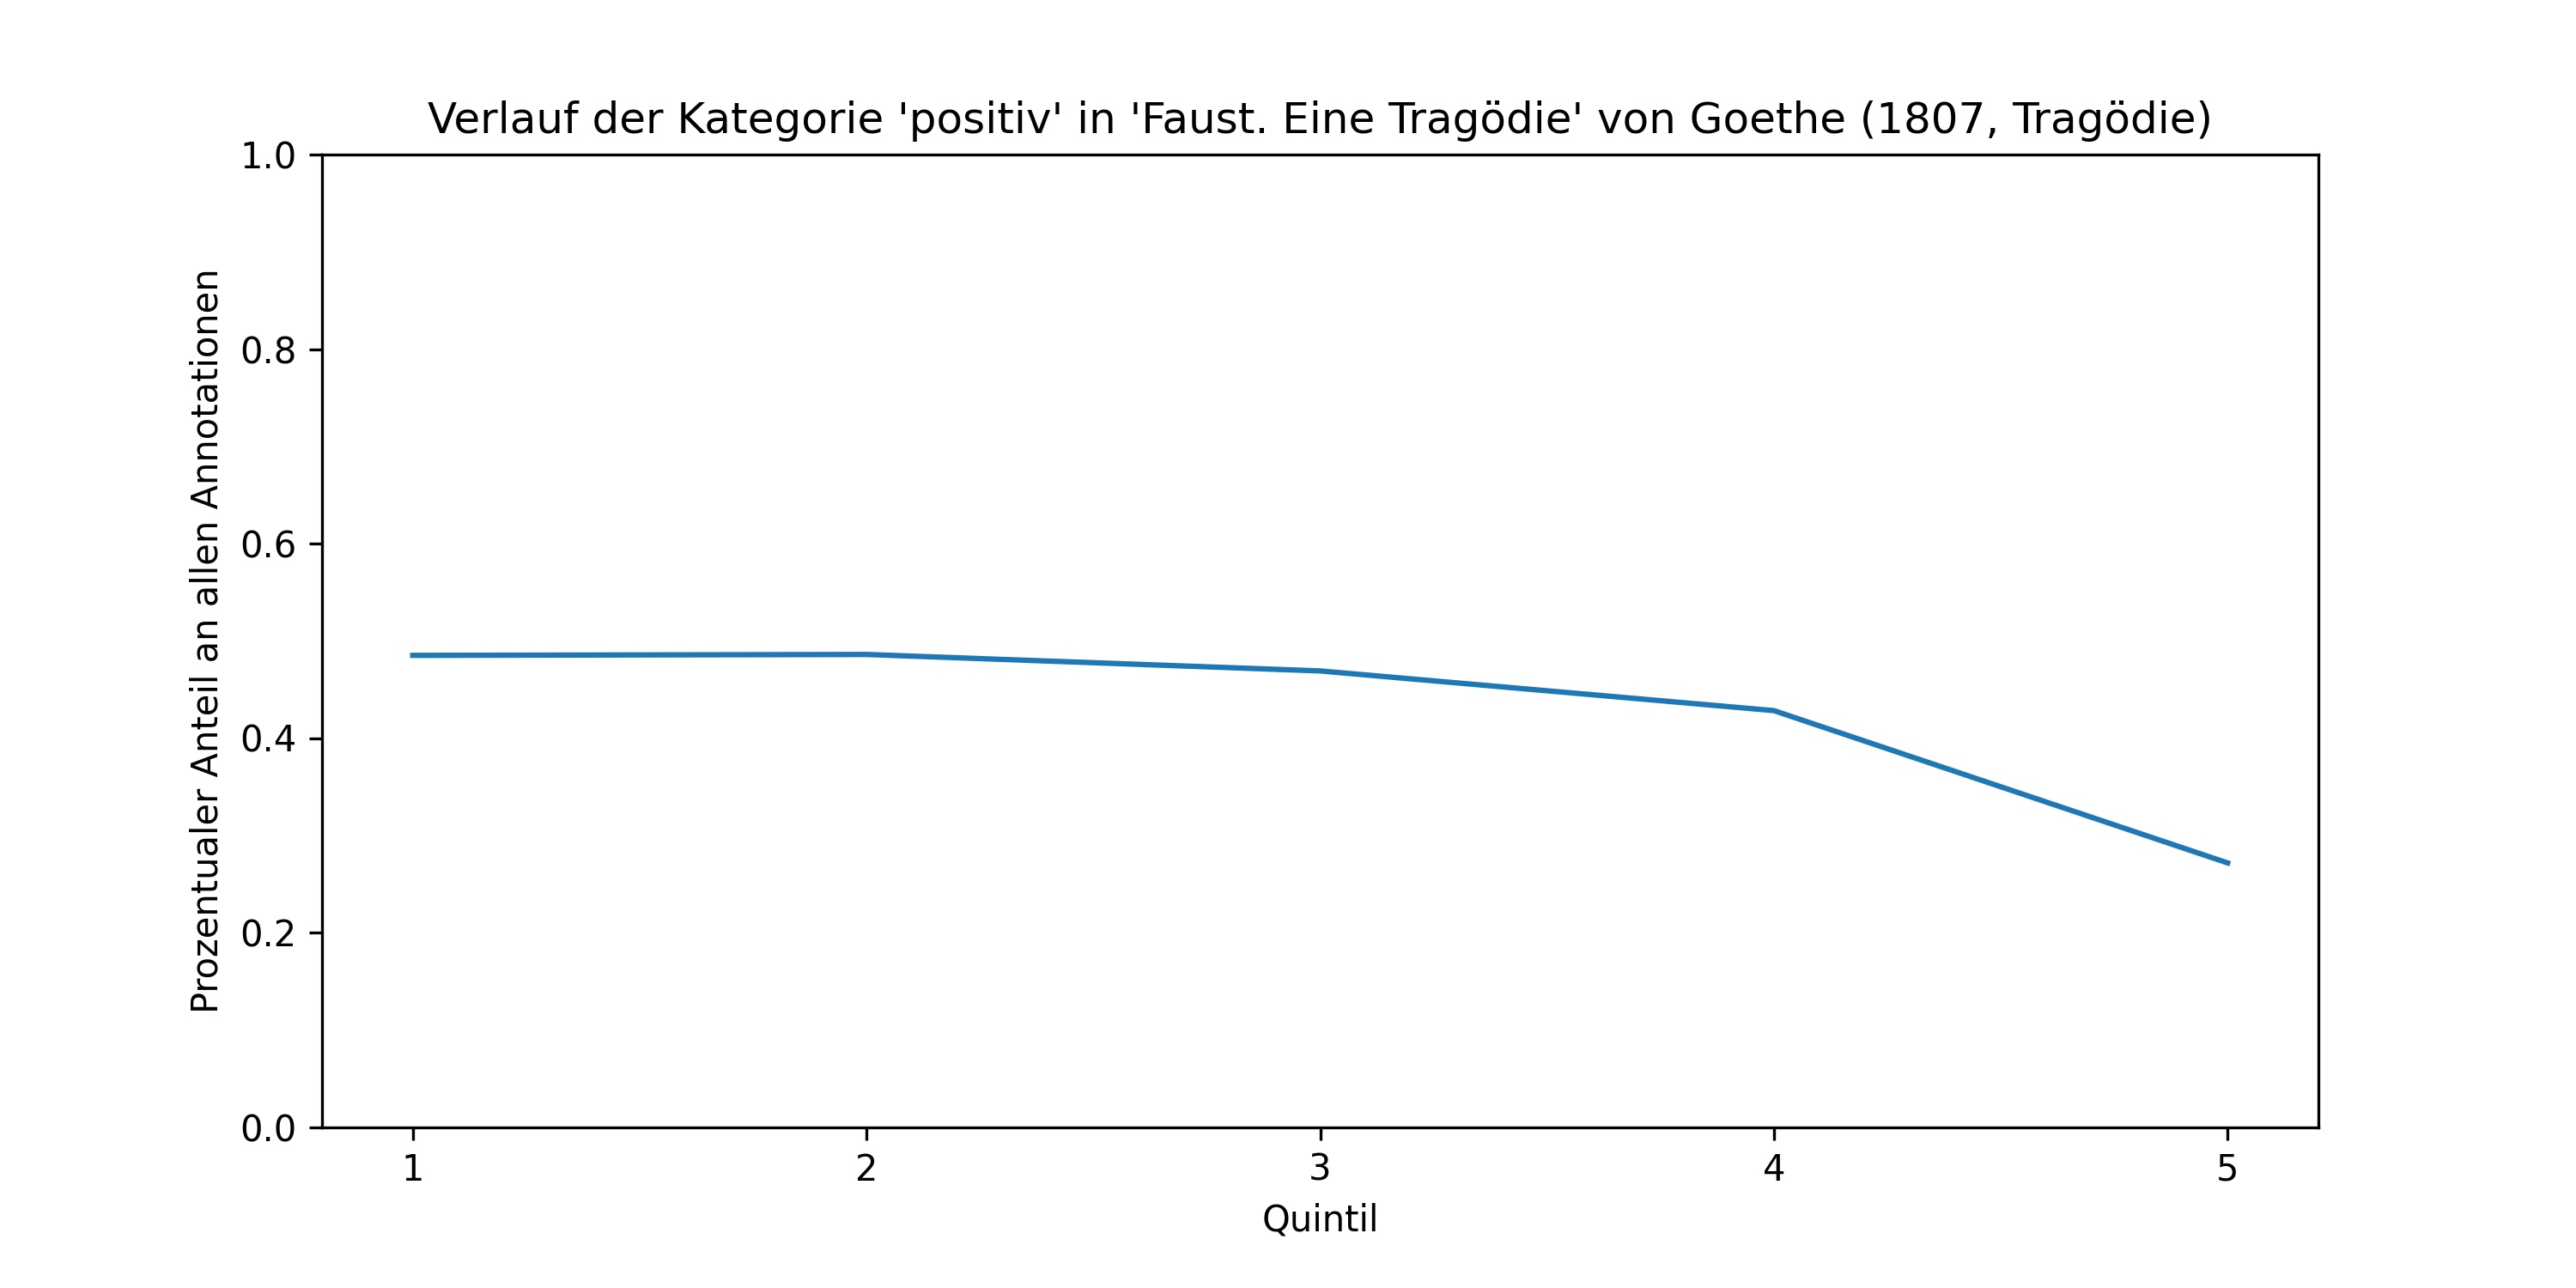 Verlauf der Kategorie 'positiv' in 'Faust. Eine Tragödie' von Goethe (1807, Tragödie)
Prozentualer Anteil an allen Annotationen
1.0
0.8
0.6
0.4
0.2
0.0
1 2 3 4 5
Quintil